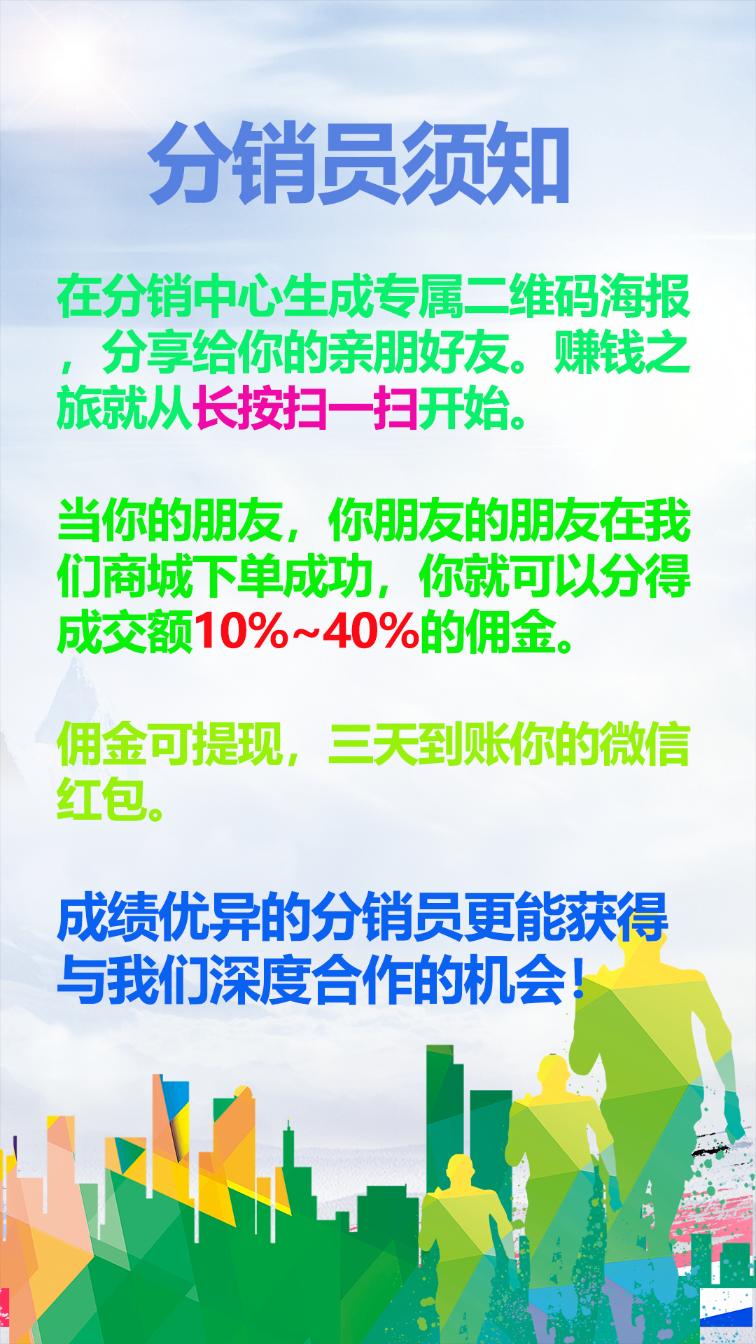 分销员须知
在分销中心生成专属二维码海报
，分享给你的亲朋好友。赚钱之
旅就从长按扫一扫开始。
当你的朋友，你朋友的朋友在我
们商城下单成功，你就可以分得
成交额10%~40%的佣金。
佣金可提现，三天到账你的微信
红包。
成绩优异的分销员更能获得
与我们深度合作的机会！